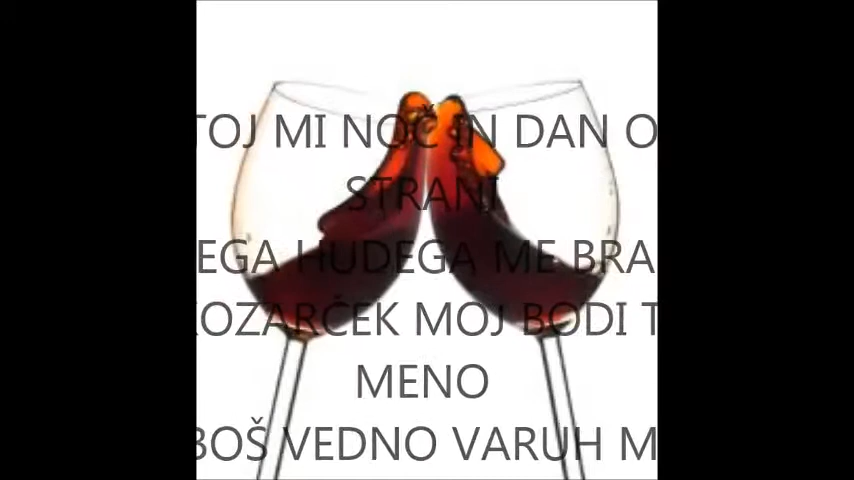 TOJ MI NOČ IN DAN O
STRANI
EGA HUDEGA ME BRA
KOZARČEK MOJ BODI T
MENO
BOŠ VEDNO VARUH M